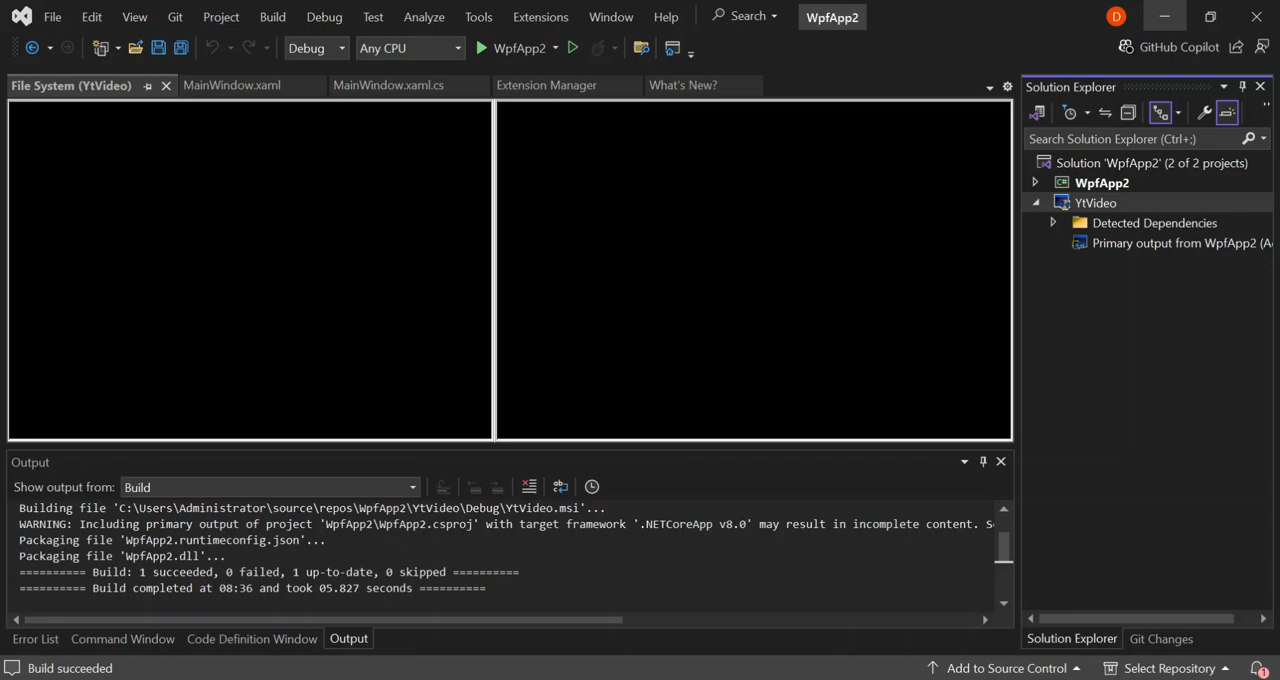 File Edit View Git Project Build Debug Test Analyze Tools Extensions Window Help Search WpfApp2 D
Debug Any CPU WpfApp2 GitHub Copilot
File System (YtVideo) MainWindow.xaml MainWindow.xaml.cs Extension Manager What's New?
Solution Explorer
Search Solution Explorer (Ctrl+;)
Solution 'WpfApp2' (2 of 2 projects)
C# WpfApp2
YtVideo
Detected Dependencies
Primary output from WpfApp2 (A
Output
Show output from: Build
Building file 'C:\Users\Administrator\source\repos\WpfApp2\YtVideo\Debug\YtVideo.msi'...
WARNING: Including primary output of project 'WpfApp2\WpfApp2.csproj' with target framework '.NETCoreApp v8.0' may result in incomplete content. S
Packaging file 'WpfApp2.runtimeconfig.json'...
Packaging file 'WpfApp2.dll'...
========== Build: 1 succeeded, 0 failed, 1 up-to-date, 0 skipped ==========
========== Build completed at 08:36 and took 05.827 seconds ==========
Error List Command Window Code Definition Window Output
Solution Explorer Git Changes
Build succeeded Add to Source Control Select Repository 1